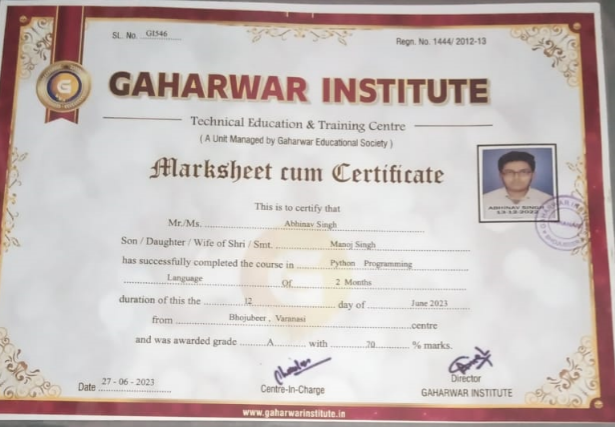 SL. No. GI546
Regn. No. 1444/ 2012-13
GAHARWAR INSTITUTE
Technical Education & Training Centre
( A Unit Managed by Gaharwar Educational Society )
Marksheet cum Certificate
This is to certify that
Mr./Ms. Abhinav Singh
Son / Daughter / Wife of Shri / Smt. Manoj Singh
has successfully completed the course in Python Programming
Language Of 2 Months
duration of this the 12 day of June 2023
from Bhojubeer , Varanasi centre
and was awarded grade A with 70 % marks.
ABHINAV SINGH
Date 27 - 06 - 2023
Centre-In-Charge
Director
GAHARWAR INSTITUTE
www.gaharwarinstitute.in